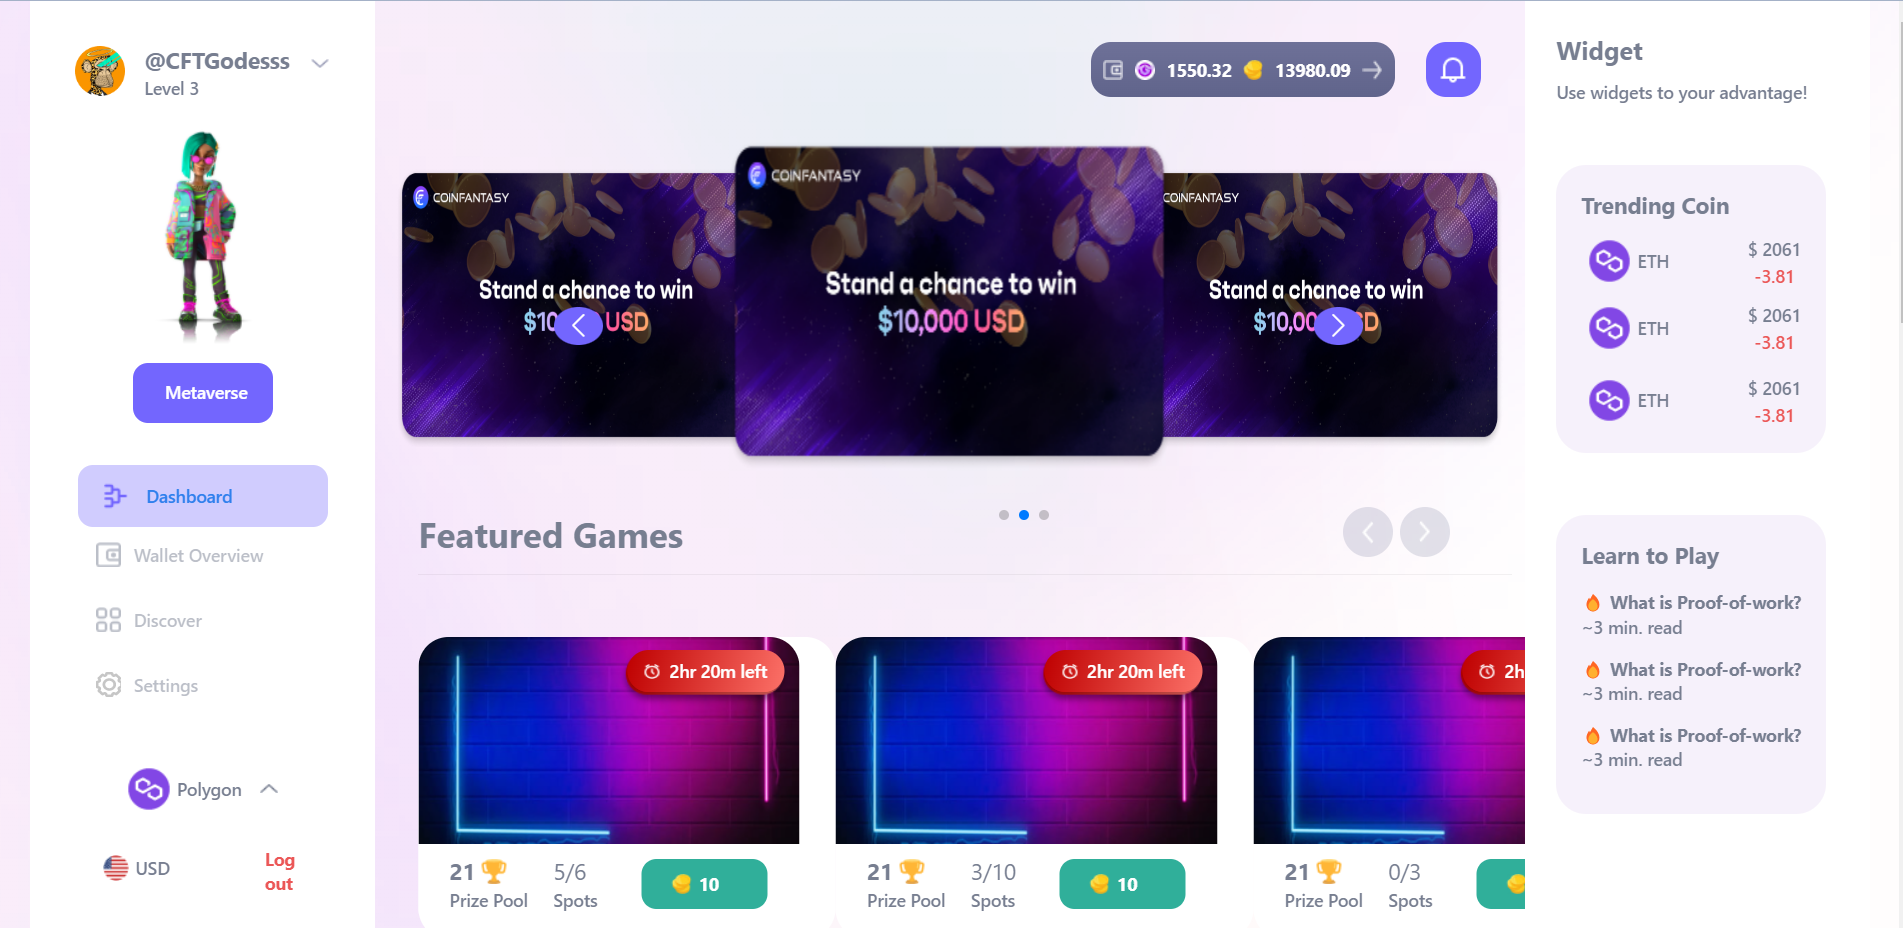 @CFTGodesss
Level 3
Metaverse
Dashboard
Wallet Overview
Discover
Settings
Polygon
USD
Log
out
1550.32
13980.09
COINFANTASY
Stand a chance to win
USD
COINFANTASY
Stand a chance to win
$10,000 USD
COINFANTASY
Stand a chance to win
Featured Games
2hr 20m left
21
Prize Pool
5/6
Spots
10
2hr 20m left
21
Prize Pool
3/10
Spots
10
21
Prize Pool
0/3
Spots
Widget
Use widgets to your advantage!
Trending Coin
ETH
$ 2061
-3.81
ETH
$ 2061
-3.81
ETH
$ 2061
-3.81
Learn to Play
What is Proof-of-work?
~3 min. read
What is Proof-of-work?
~3 min. read
What is Proof-of-work?
~3 min. read